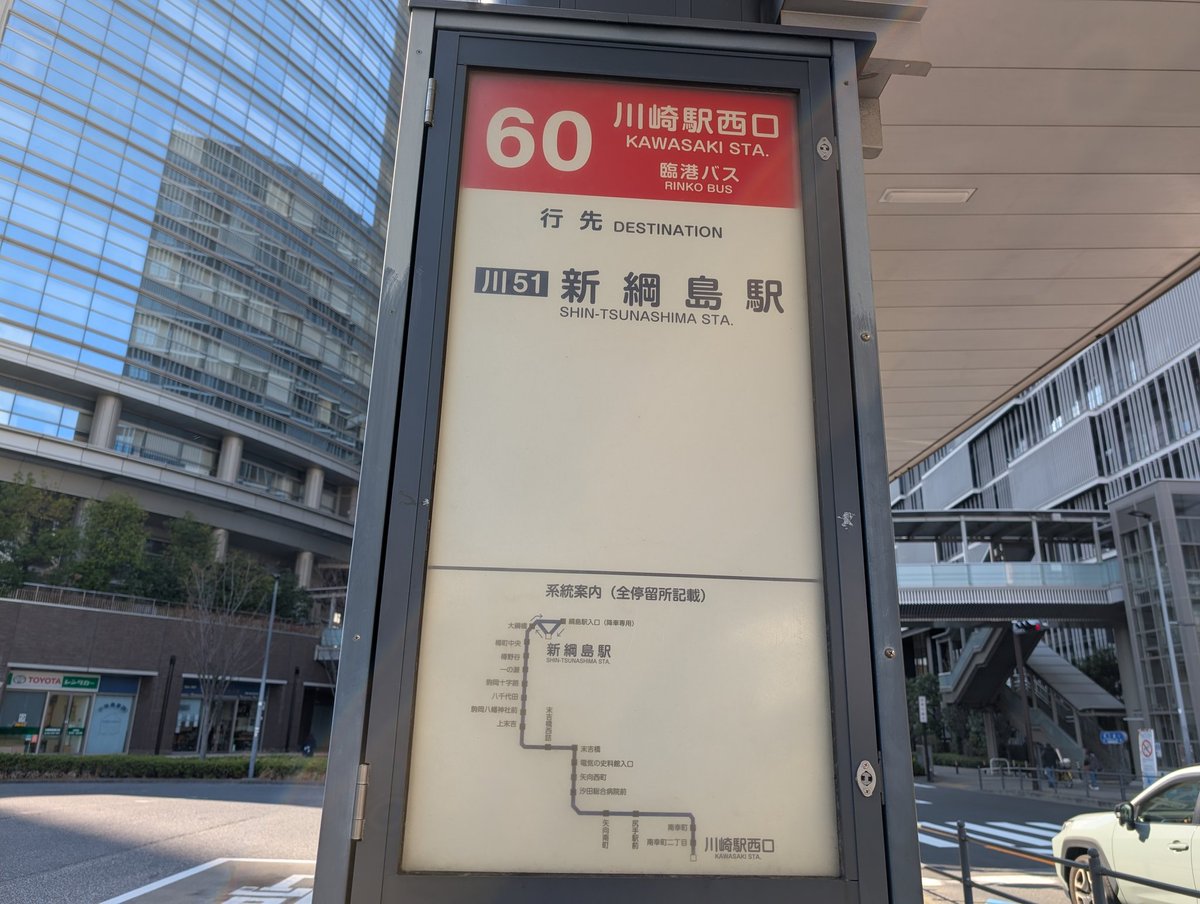 60
川崎駅西口
KAWASAKI STA.
臨港バス
RINKO BUS
行先 DESTINATION
川51 新綱島駅
SHIN-TSUNASHIMA STA.
系統案内（全停留所記載）
大綱橋
綱島駅入口（降車専用）
新綱島駅
SHIN-TSUNASHIMA STA.
樽町中央
樽野谷
一の瀬
駒岡十字路
八千代田
駒岡八幡神社前
上末吉
末吉橋西詰
末吉橋
電気の史料館入口
矢向西町
汐田総合病院前
矢向南町
尻手駅前
南幸町
南幸町二丁目
川崎駅西口
KAWASAKI STA.
TOYOTA レンタカー